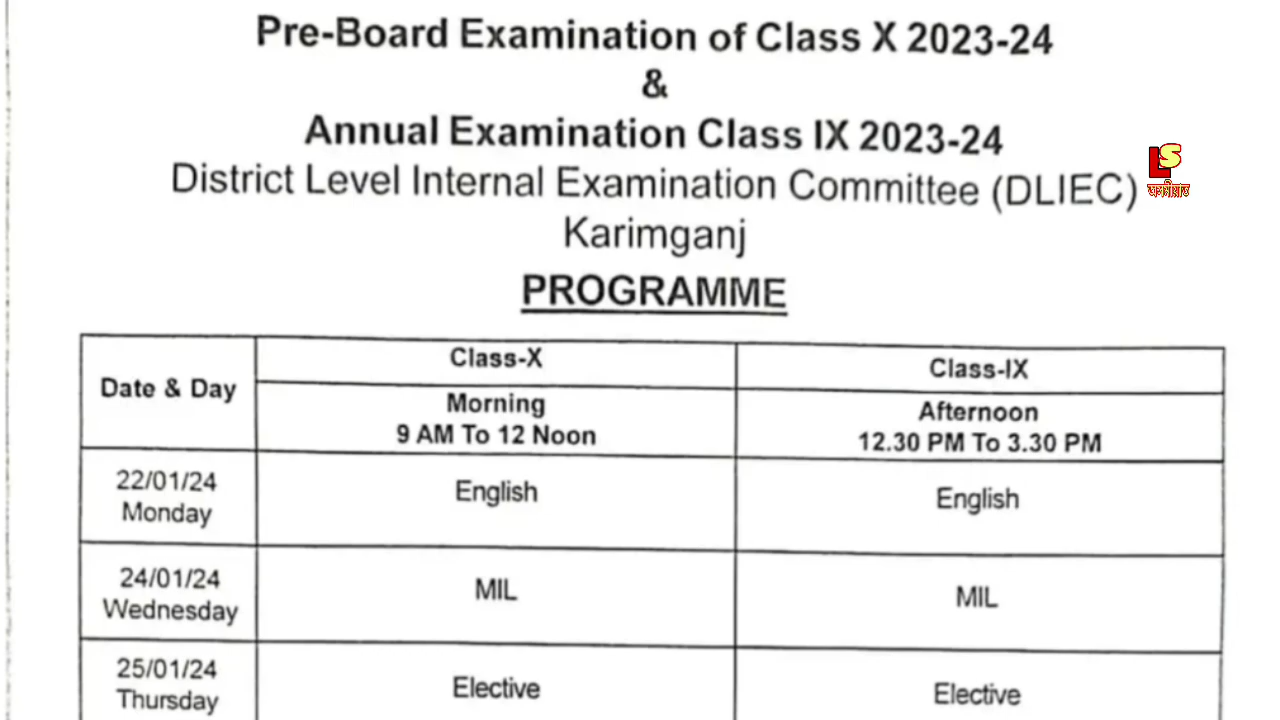 Pre-Board Examination of Class X 2023-24
&
Annual Examination Class IX 2023-24
District Level Internal Examination Committee (DLIEC)
Karimganj
LS
PROGRAMME
Date & Day
Class-X
Class-IX
Morning
9 AM To 12 Noon
Afternoon
12.30 PM To 3.30 PM
22/01/24
Monday
English
English
24/01/24
Wednesday
MIL
MIL
25/01/24
Thursday
Elective
Elective